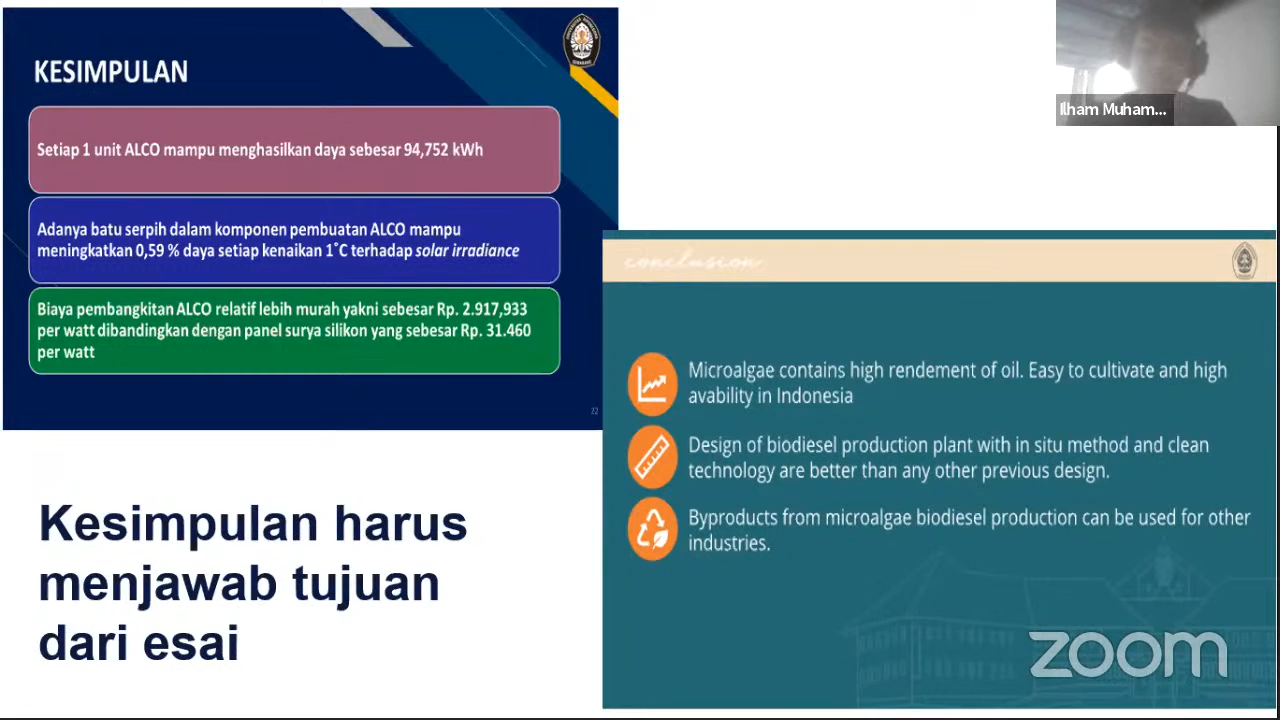 KESIMPULAN
Setiap 1 unit ALCO mampu menghasilkan daya sebesar 94,752 kWh
Adanya batu serpih dalam komponen pembuatan ALCO mampu
meningkatkan 0,59 % daya setiap kenaikan 1˚C terhadap solar irradiance
Biaya pembangkitan ALCO relatif lebih murah yakni sebesar Rp. 2.917,933
per watt dibandingkan dengan panel surya silikon yang sebesar Rp. 31.460
per watt
Kesimpulan harus
menjawab tujuan
dari esai
Ilham Muham...
conclusion
Microalgae contains high rendement of oil. Easy to cultivate and high
avability in Indonesia
Design of biodiesel production plant with in situ method and clean
technology are better than any other previous design.
Byproducts from microalgae biodiesel production can be used for other
industries.
zoom